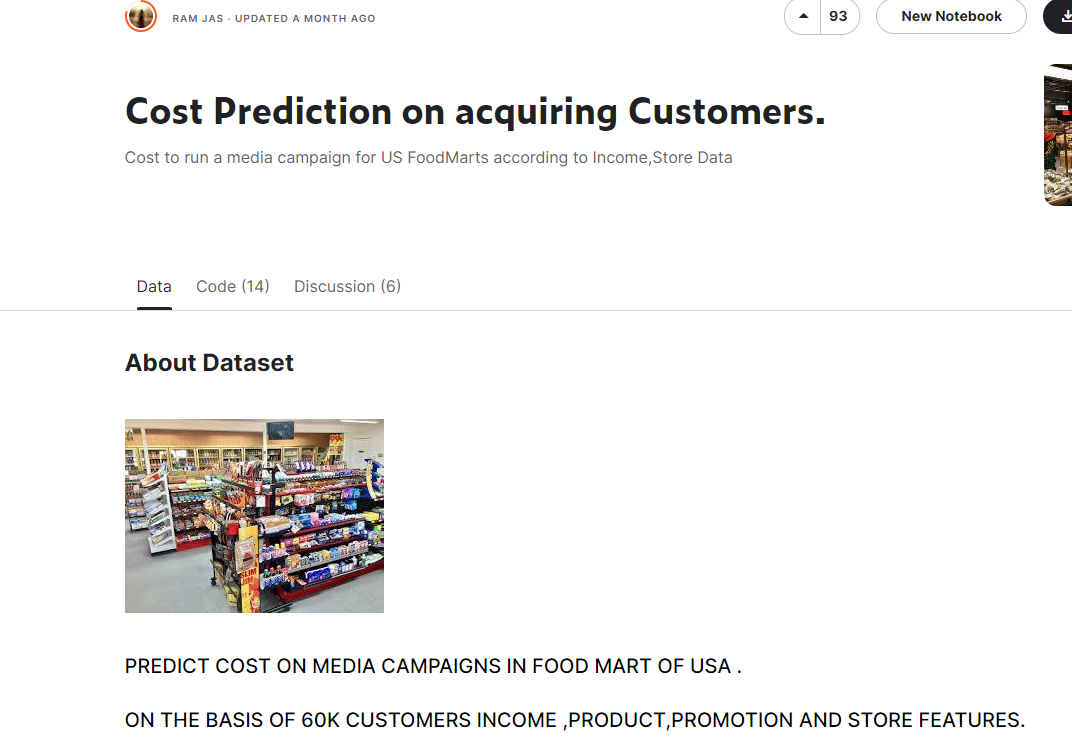 RAM JAS · UPDATED A MONTH AGO
93
New Notebook
Cost Prediction on acquiring Customers.
Cost to run a media campaign for US FoodMarts according to Income,Store Data
Data Code (14) Discussion (6)
About Dataset
SLIM
JIM
PREDICT COST ON MEDIA CAMPAIGNS IN FOOD MART OF USA .
ON THE BASIS OF 60K CUSTOMERS INCOME ,PRODUCT,PROMOTION AND STORE FEATURES.